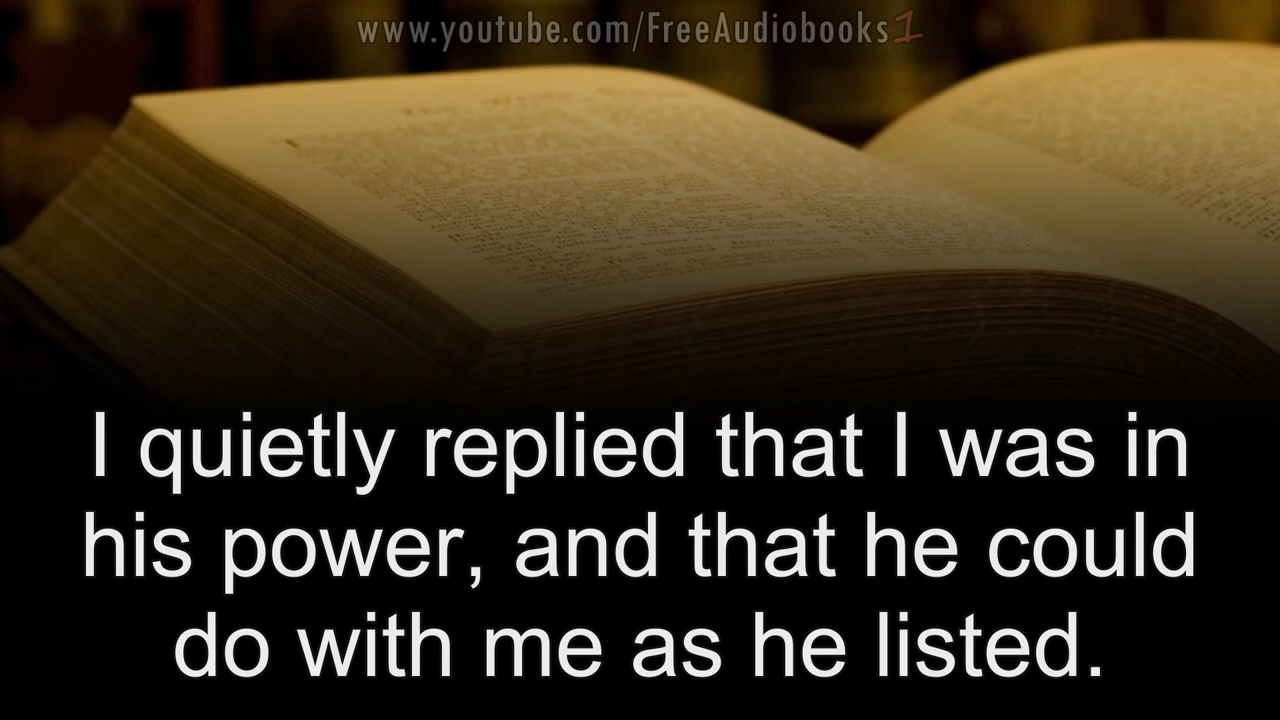 www.youtube.com/FreeAudiobooks1
I quietly replied that I was in
his power, and that he could
do with me as he listed.